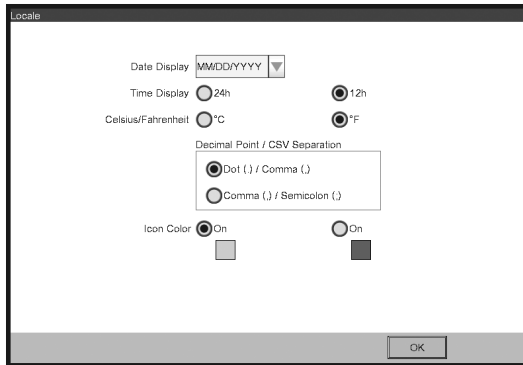 Locale
Date Display MM/DD/YYYY
Time Display 24h 12h
Celsius/Fahrenheit °C °F
Decimal Point / CSV Separation
Dot (.) / Comma (,)
Comma (,) / Semicolon (;)
Icon Color On On
OK